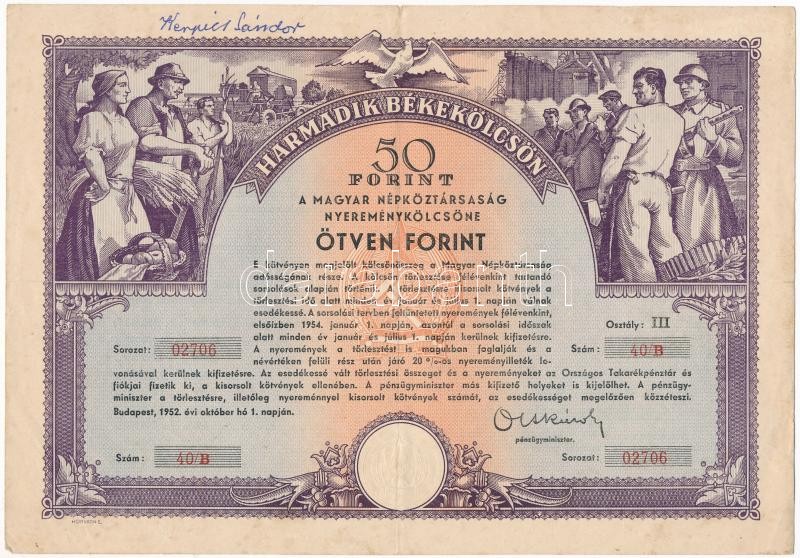 Kerpics Sándor
HARMADIK BÉKEKÖLCSÖN
50
FORINT
A MAGYAR NÉPKÖZTÁRSASÁG
NYEREMÉNYKÖLCSÖNE
ÖTVEN FORINT
E kötvényen megjelölt kölcsönösszeg a Magyar Népköztársaság
adósságának része. A kölcsön törlesztése félévenkint tartandó
sorsolások alapján történik. A törlesztésre kisorsolt kötvények a
törlesztési idő alatt minden év január és július 1. napján válnak
esedékessé. A sorsolási tervben feltüntetett nyeremények félévenkint,
elsőízben 1954. január 1. napján, azontúl a sorsolási időszak
alatt minden év január és július 1. napján kerülnek kifizetésre.
A nyeremények a törlesztést is magukban foglalják és a
névértéken felüli rész után járó 20 %-os nyereményilleték le-
vonásával kerülnek kifizetésre. Az esedékessé vált törlesztési összeget és a nyereményeket az Országos Takarékpénztár és
fiókjai fizetik ki, a kisorsolt kötvények ellenében. A pénzügyminiszter más kifizető helyeket is kijelölhet. A pénzügy-
miniszter a törlesztésre, illetőleg nyereménnyel kisorsolt kötvények számát, az esedékességet megelőzően közzéteszi.
Budapest, 1952. évi október hó 1. napján.
Osztály: III
Sorozat: 02706
Szám: 40/B
pénzügyminiszter.
Szám: 40/B
Sorozat: 02706
HORVÁTH E.